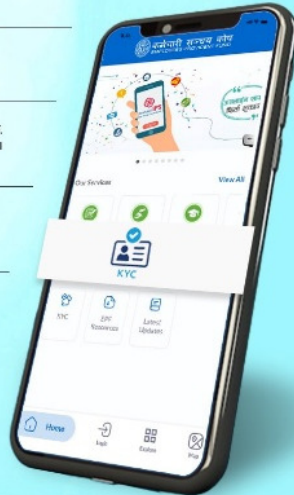 कर्मचारी सञ्चय कोष
EMPLOYEES PROVIDENT FUND
Our Services
View All
KYC
KYC
EPF
Resources
Latest
Updates
Home
Login
Explore
Map